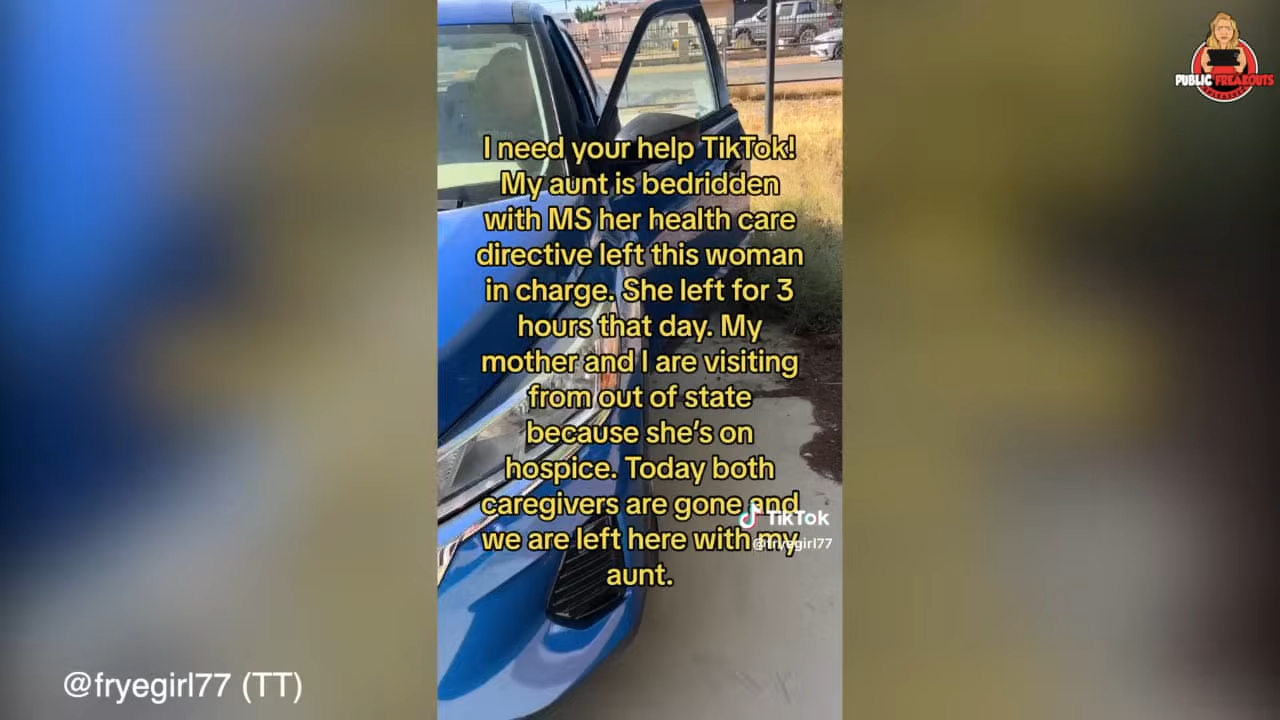 PUBLIC FREAKOUTS
I need your help TikTok!
My aunt is bedridden
with MS her health care
directive left this woman
in charge. She left for 3
hours that day. My
mother and I are visiting
from out of state
because she's on
hospice. Today both
caregivers are gone and
we are left here with my
aunt.
TikTok
@fryegirl77
@fryegirl77 (TT)